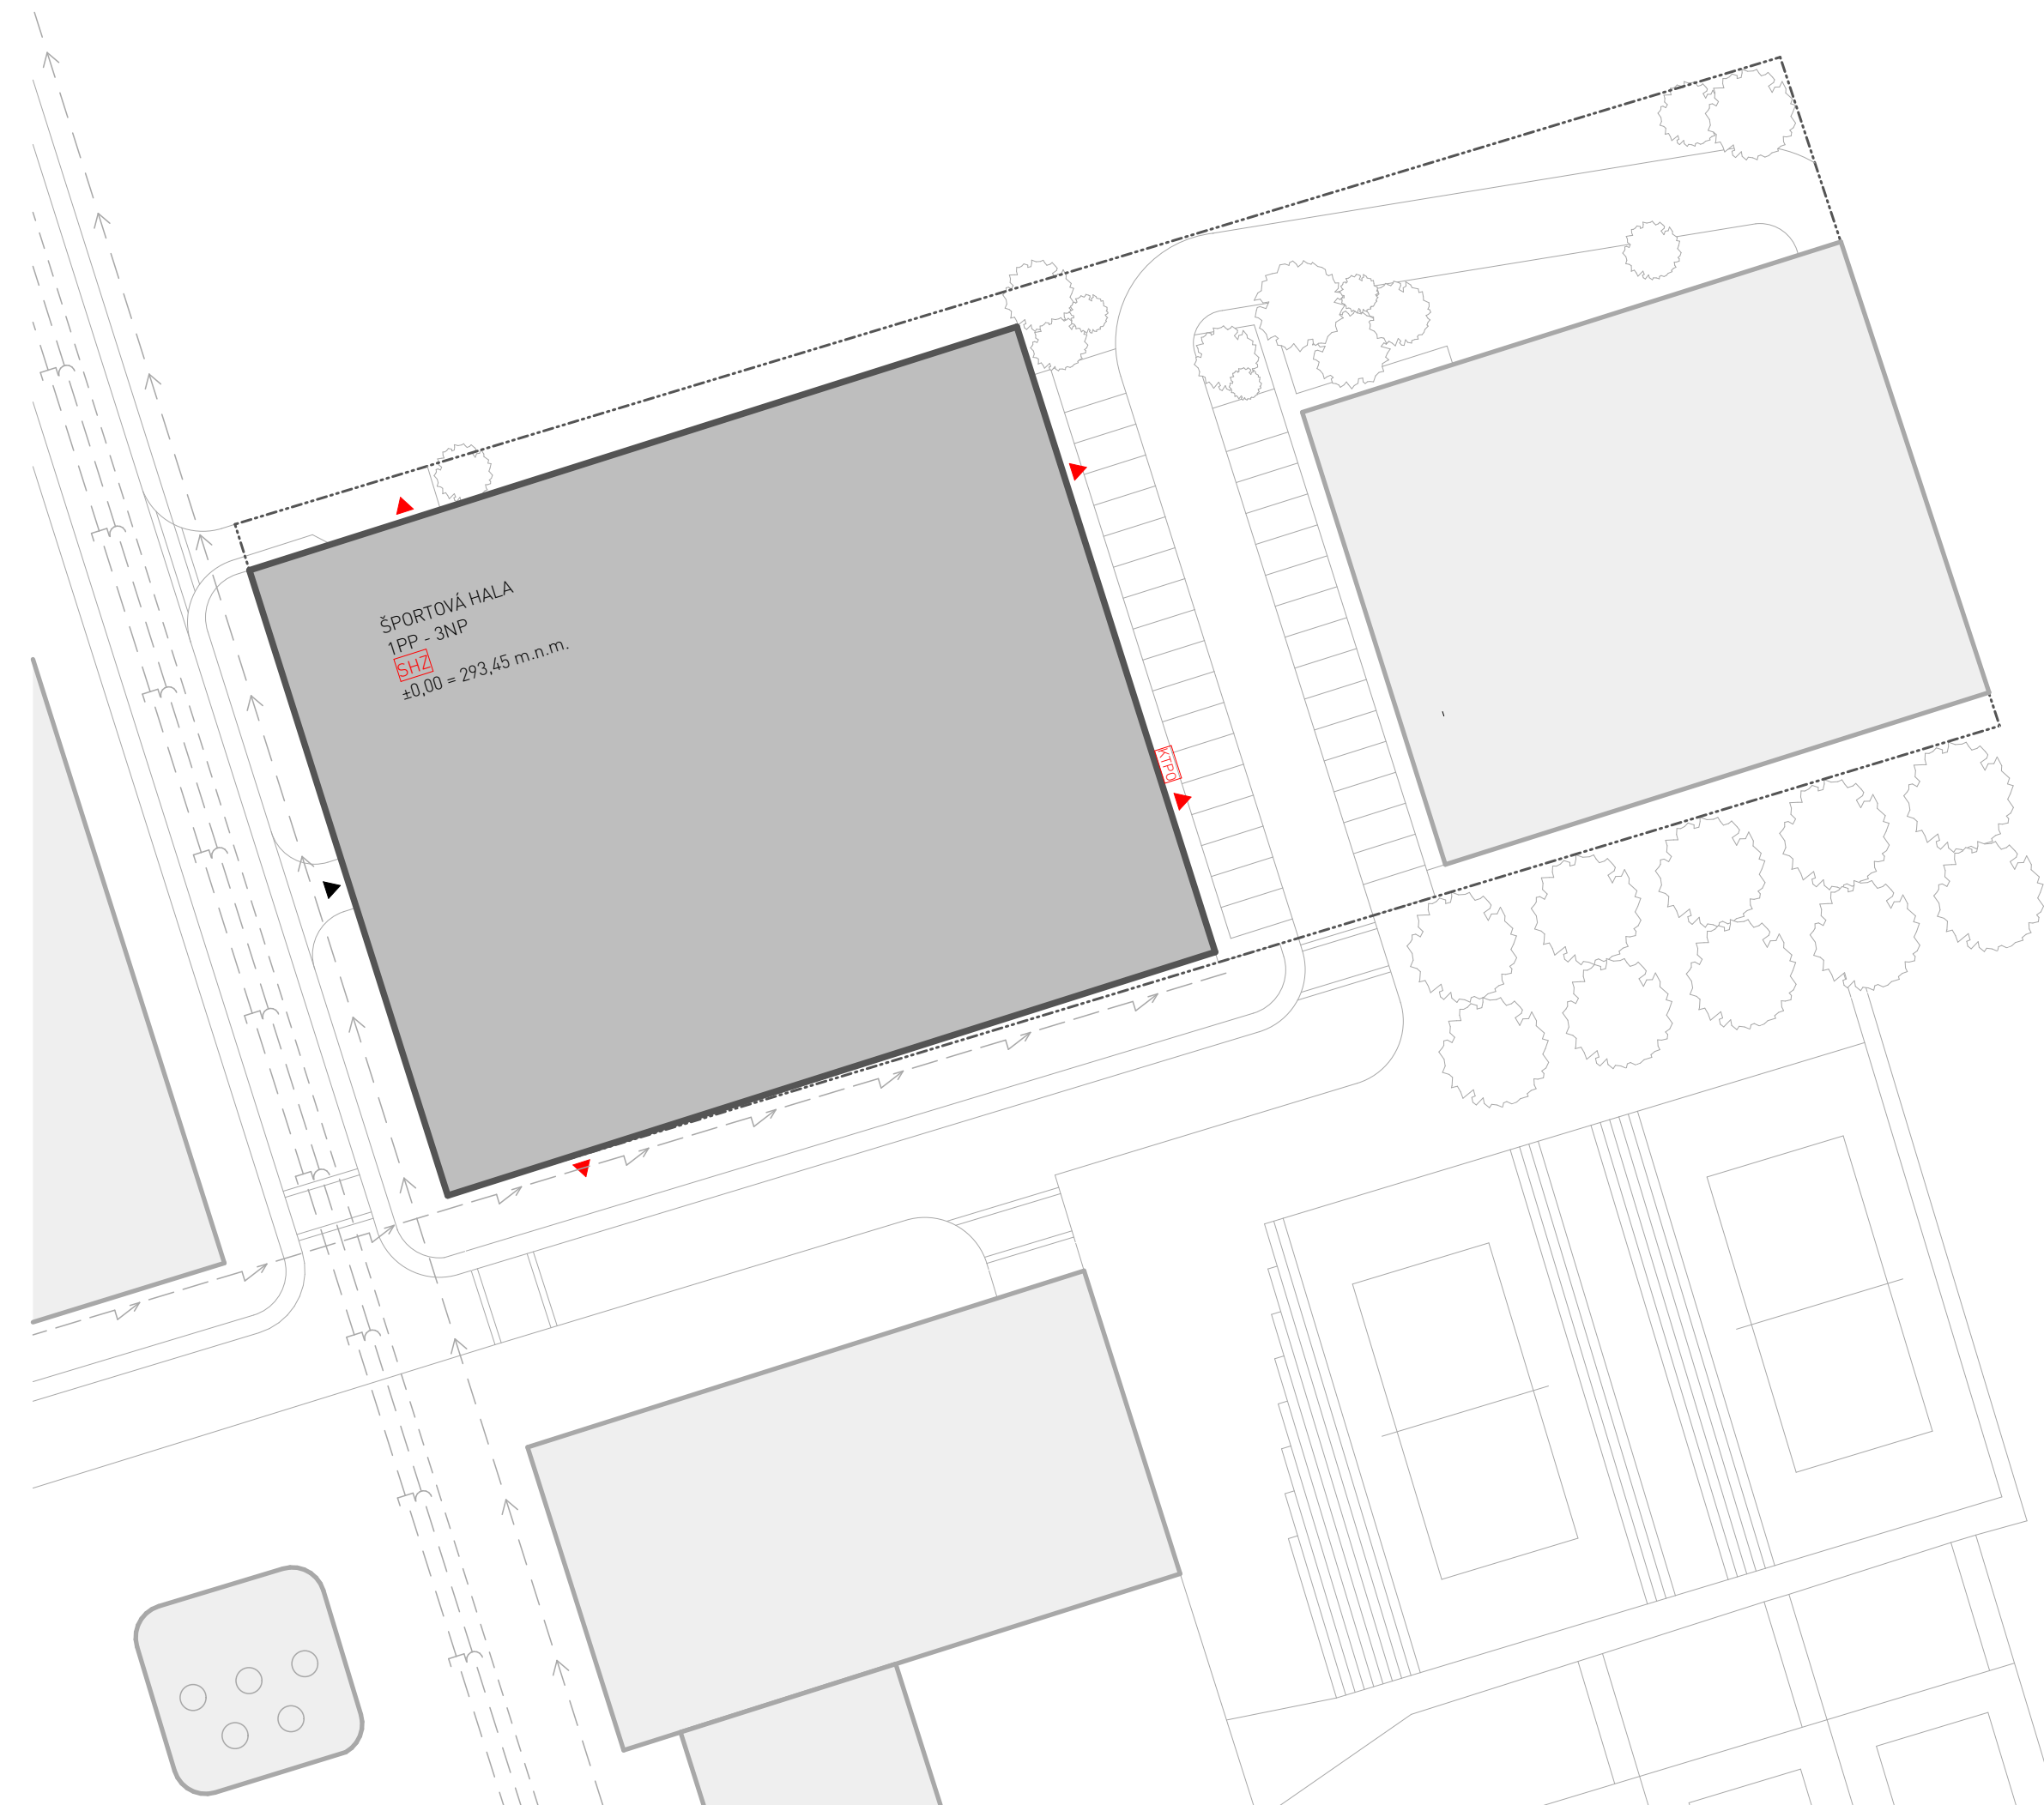 ŠPORTOVÁ HALA
1PP - 3NP
SHZ
±0,00 = 293,45 m.n.m.
KTPO